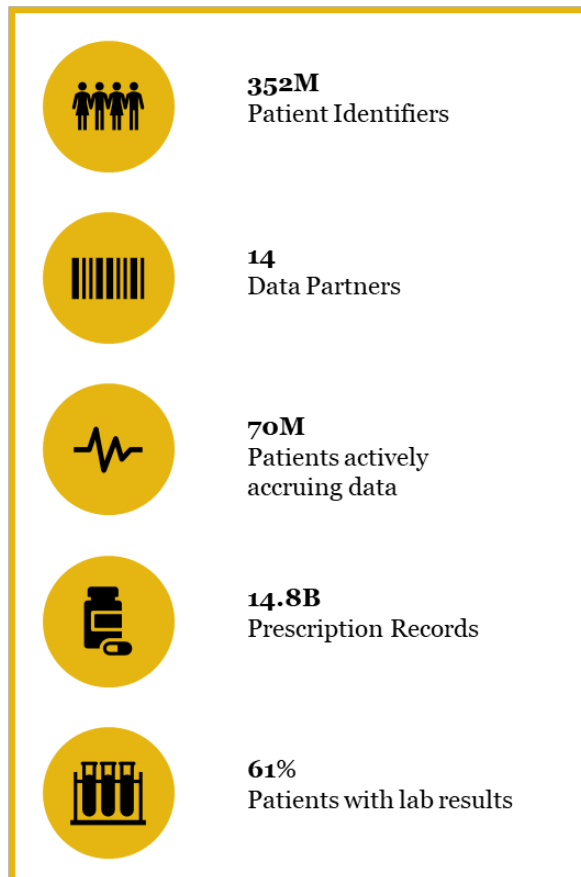 352M
Patient Identifiers
14
Data Partners
70M
Patients actively
accruing data
14.8B
Prescription Records
61%
Patients with lab results